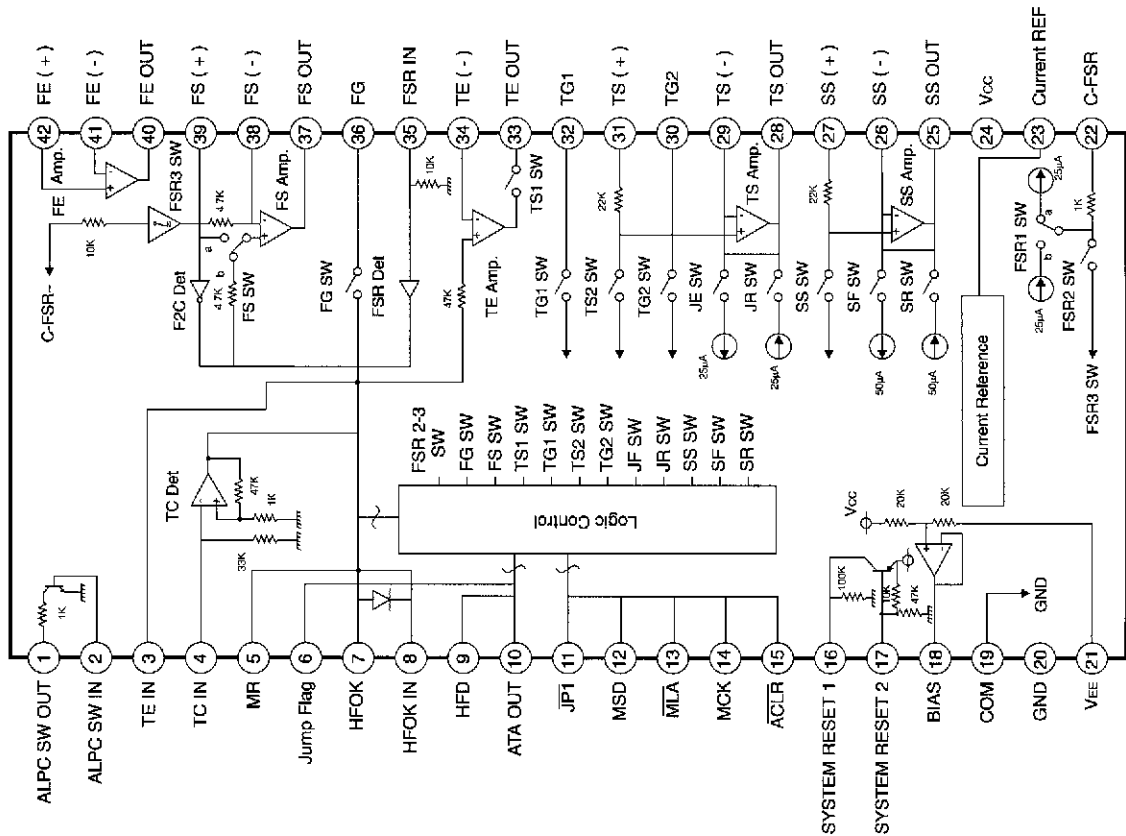 FE (+)
FE (-)
FE OUT
FS (+)
FS (-)
FS OUT
FG
FSR IN
TE (-)
TE OUT
TG1
TS (+)
TG2
TS (-)
TS OUT
SS (+)
SS (-)
SS OUT
VCC
Current REF
C-FSR
42
41
40
39
38
37
36
35
34
33
32
31
30
29
28
27
26
25
24
23
22
FE Amp.
FSR3 SW
10K
C-FSR-
4.7K
FS Amp.
a
b
F2C Det
4.7K
FS SW
FG SW
10K
FSR Det
TS1 SW
47K
TE Amp.
TG1 SW
22K
TS2 SW
TG2 SW
TS Amp.
JE SW
25µA
JR SW
25µA
22K
SS SW
SS Amp.
SF SW
50µA
SR SW
50µA
Current Reference
25µA
a
b
FSR1 SW
25µA
1K
FSR2 SW
FSR3 SW
TC Det
47K
1K
33K
1K
Logic Control
FSR 2-3 SW
FG SW
FS SW
TS1 SW
TG1 SW
TS2 SW
TG2 SW
JF SW
JR SW
SS SW
SF SW
SR SW
VCC
20K
20K
100K
10K
47K
GND
1
2
3
4
5
6
7
8
9
10
11
12
13
14
15
16
17
18
19
20
21
ALPC SW OUT
ALPC SW IN
TE IN
TC IN
MR
Jump Flag
HFOK
HFOK IN
HFD
ATA OUT
JP1
MSD
MLA
MCK
ACLR
SYSTEM RESET 1
SYSTEM RESET 2
BIAS
COM
GND
VEE